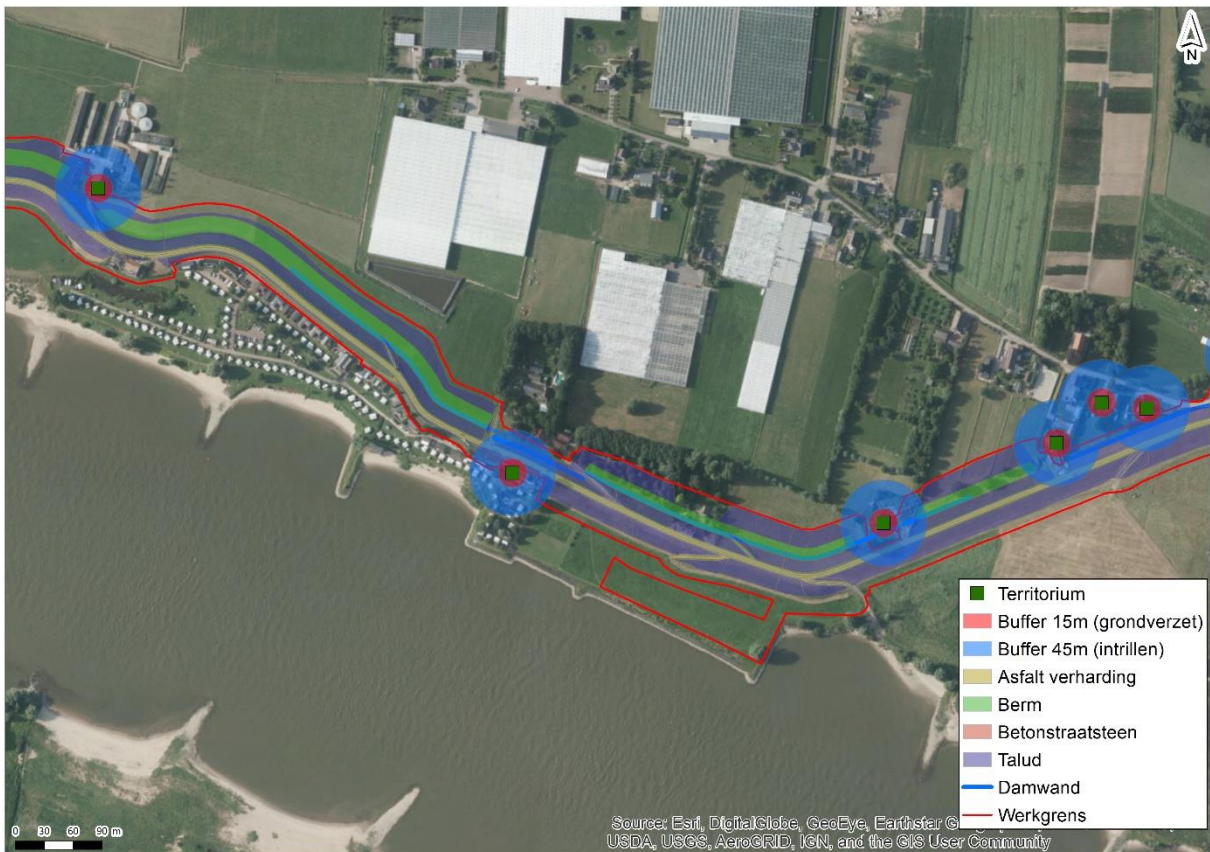 N
Territorium
Buffer 15m (grondverzet)
Buffer 45m (intrillen)
Asfalt verharding
Berm
Betonstraatsteen
Talud
Damwand
Werkgrens
0 30 60 90 m
Source: Esri, DigitalGlobe, GeoEye, Earthstar
USDA, USGS, AeroGRID, IGN, and the GIS User Community